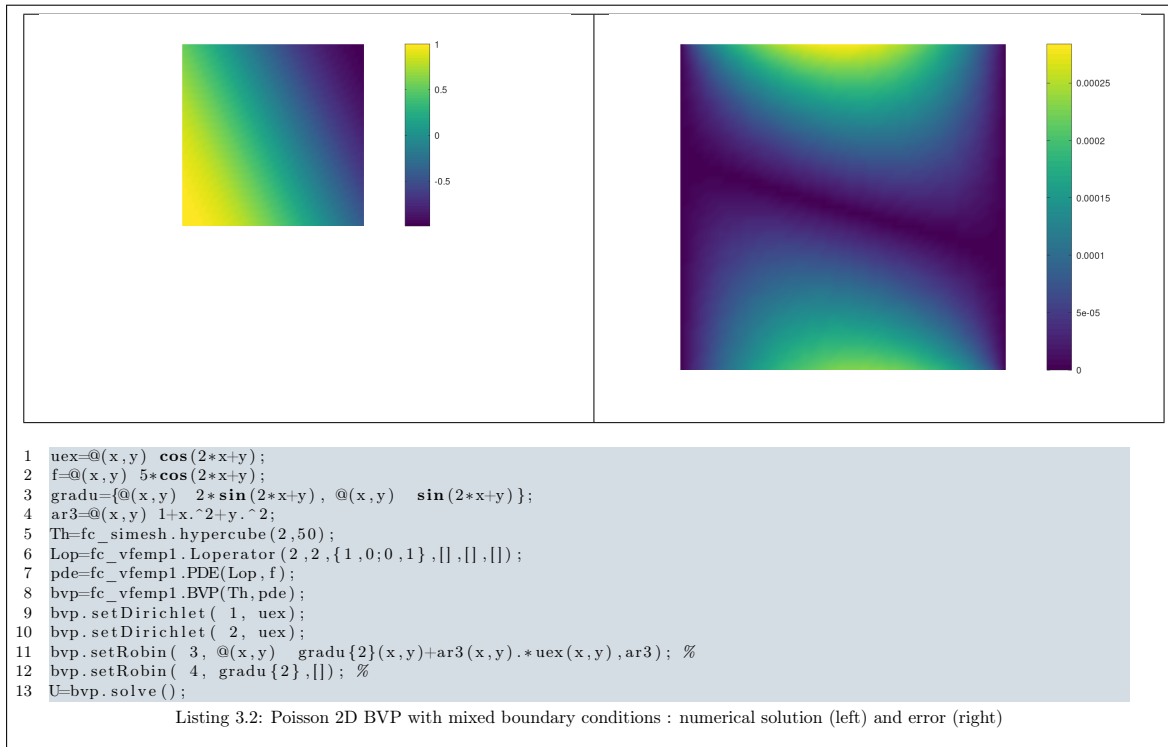 1
0.5
0
-0.5
0.00025
0.0002
0.00015
0.0001
5e-05
0
1 uex=@(x,y) cos(2*x+y);
2 f=@(x,y) 5*cos(2*x+y);
3 gradu={@(x,y) 2*sin(2*x+y), @(x,y) sin(2*x+y)};
4 ar3=@(x,y) 1+x.^2+y.^2;
5 Th=fc_simesh.hypercube(2,50);
6 Lop=fc_vfemp1.Loperator(2,2,{1,0;0,1},[],[],[]);
7 pde=fc_vfemp1.PDE(Lop,f);
8 bvp=fc_vfemp1.BVP(Th,pde);
9 bvp.setDirichlet( 1, uex);
10 bvp.setDirichlet( 2, uex);
11 bvp.setRobin( 3, @(x,y) gradu{2}(x,y)+ar3(x,y).*uex(x,y),ar3); %
12 bvp.setRobin( 4, gradu{2},[]); %
13 U=bvp.solve();
Listing 3.2: Poisson 2D BVP with mixed boundary conditions : numerical solution (left) and error (right)